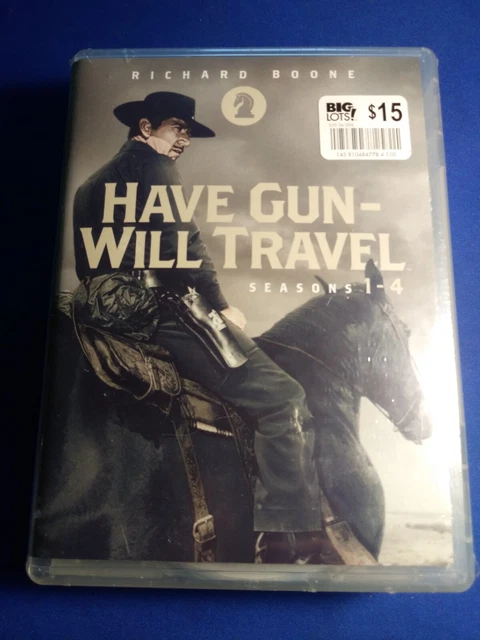 RICHARD BOONE
BIG LOTS! $15
HAVE GUN-
WILL TRAVEL
SEASONS 1-4